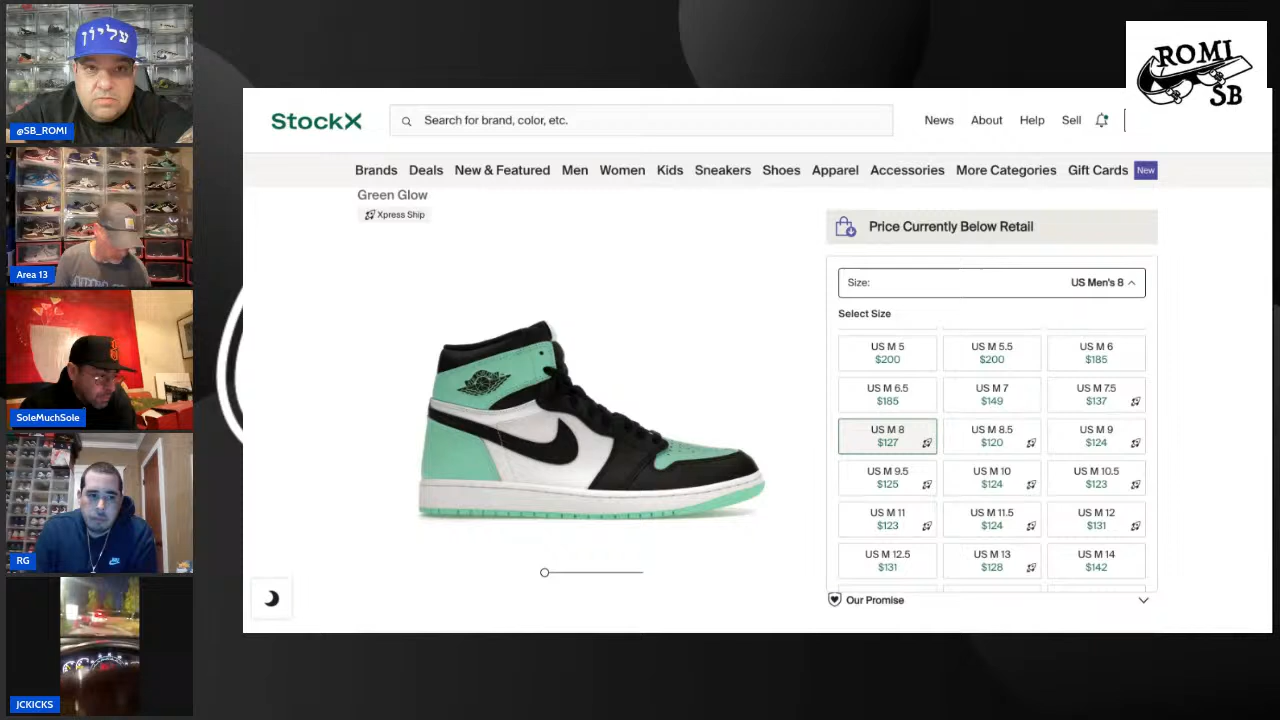 עליון
@SB_ROMI
Area 13
SoleMuchSole
RG
JCKICKS
ROMI
SB
StockX
Search for brand, color, etc.
News About Help Sell
Brands Deals New & Featured Men Women Kids Sneakers Shoes Apparel Accessories More Categories Gift Cards New
Green Glow
Xpress Ship
Price Currently Below Retail
Size: US Men's 8
Select Size
US M 5 US M 5.5 US M 6
$200 $200 $185
US M 6.5 US M 7 US M 7.5
$185 $149 $137
US M 8 US M 8.5 US M 9
$127 $120 $124
US M 9.5 US M 10 US M 10.5
$125 $124 $123
US M 11 US M 11.5 US M 12
$123 $124 $131
US M 12.5 US M 13 US M 14
$131 $128 $142
Our Promise